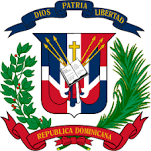 DIOS PATRIA LIBERTAD
REPUBLICA DOMINICANA